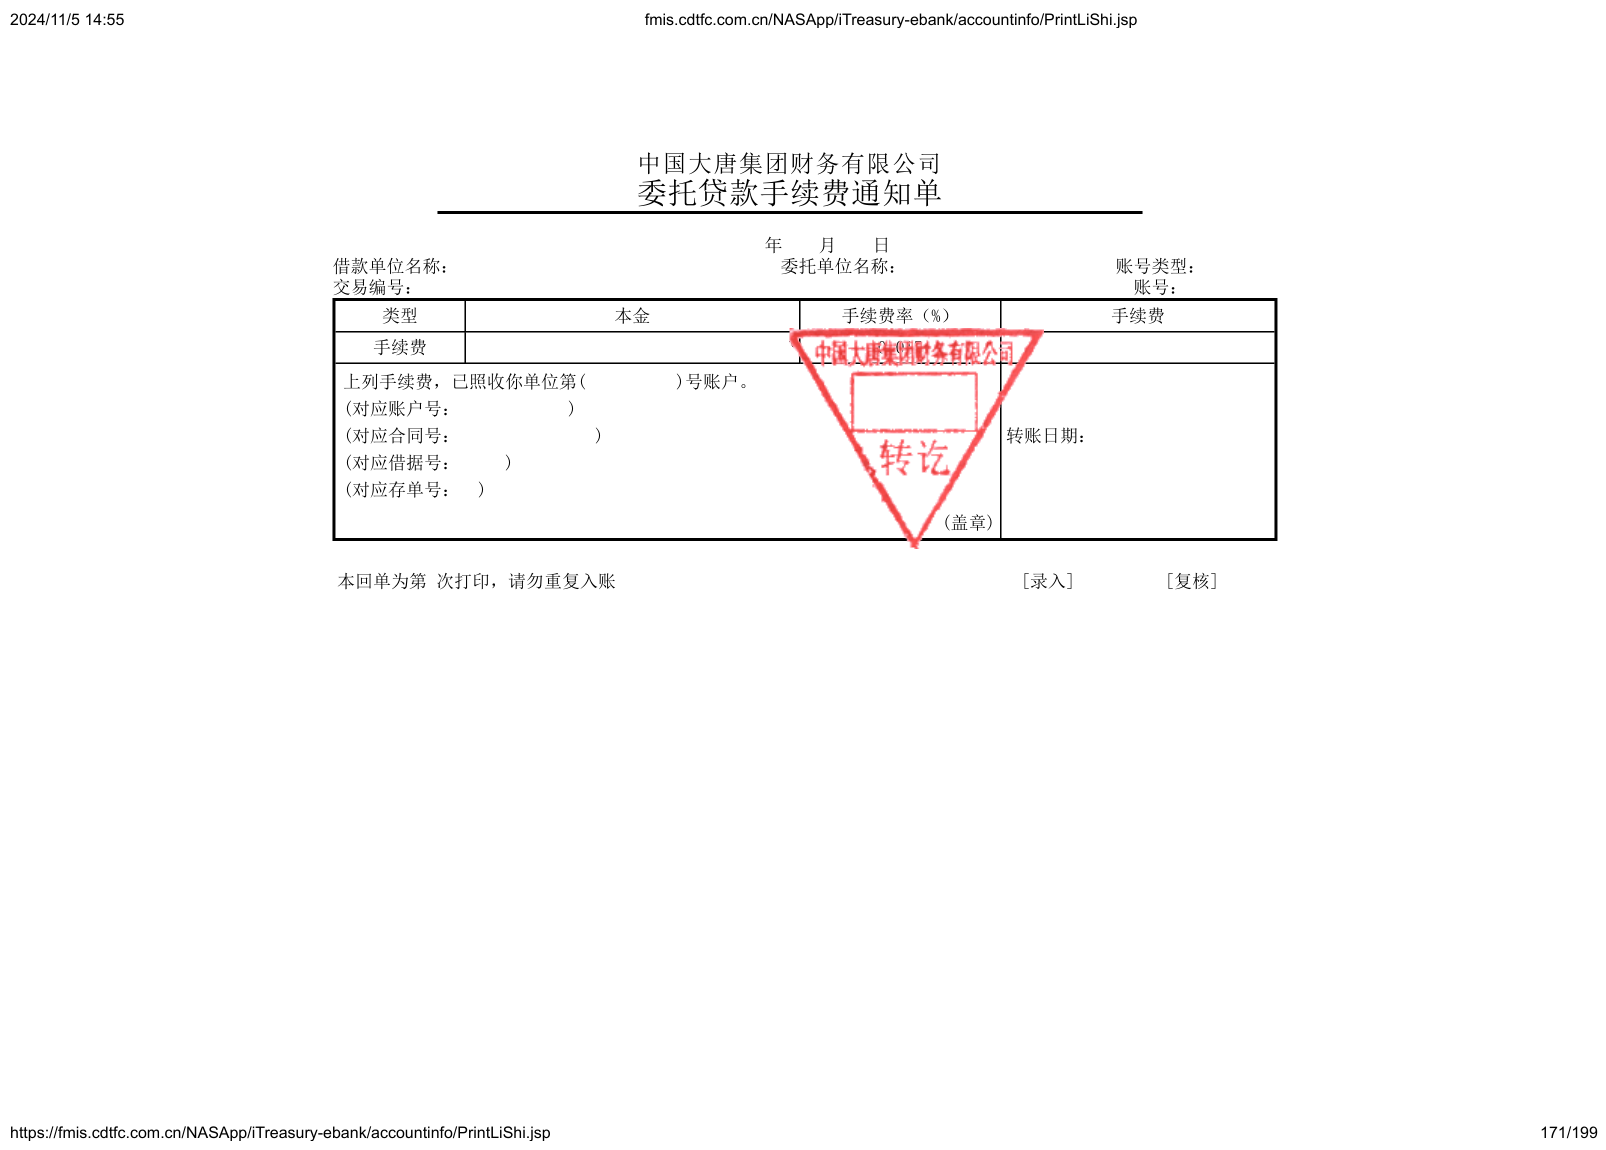 2024/11/5 14:55
fmis.cdtfc.com.cn/NASApp/iTreasury-ebank/accountinfo/PrintLiShi.jsp
中国大唐集团财务有限公司
委托贷款手续费通知单
年 月 日
借款单位名称: 委托单位名称: 账号类型:
交易编号: 账号:
类型 本金 手续费率（%） 手续费
手续费
中国大唐集团财务有限公司
上列手续费，已照收你单位第( )号账户。
(对应账户号: )
(对应合同号: )
转账日期:
(对应借据号: )
转讫
(对应存单号: )
(盖章)
本回单为第 次打印，请勿重复入账 [录入] [复核]
https://fmis.cdtfc.com.cn/NASApp/iTreasury-ebank/accountinfo/PrintLiShi.jsp
171/199